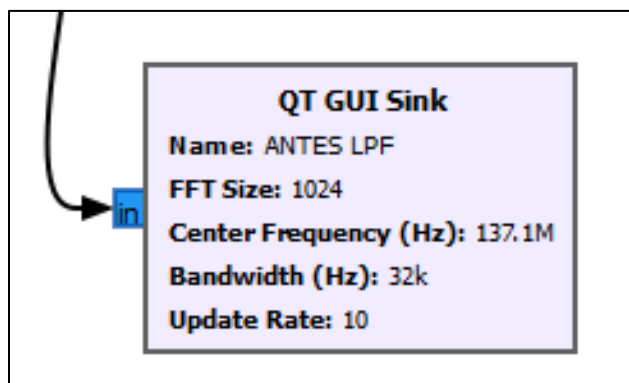 QT GUI Sink
Name: ANTES LPF
FFT Size: 1024
in
Center Frequency (Hz): 137.1M
Bandwidth (Hz): 32k
Update Rate: 10